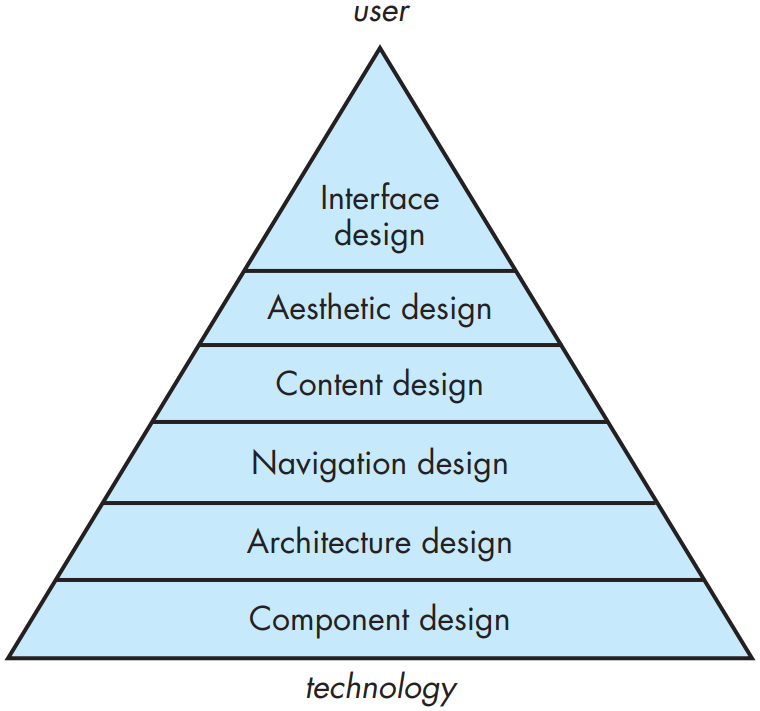 user
Interface
design
Aesthetic design
Content design
Navigation design
Architecture design
Component design
technology